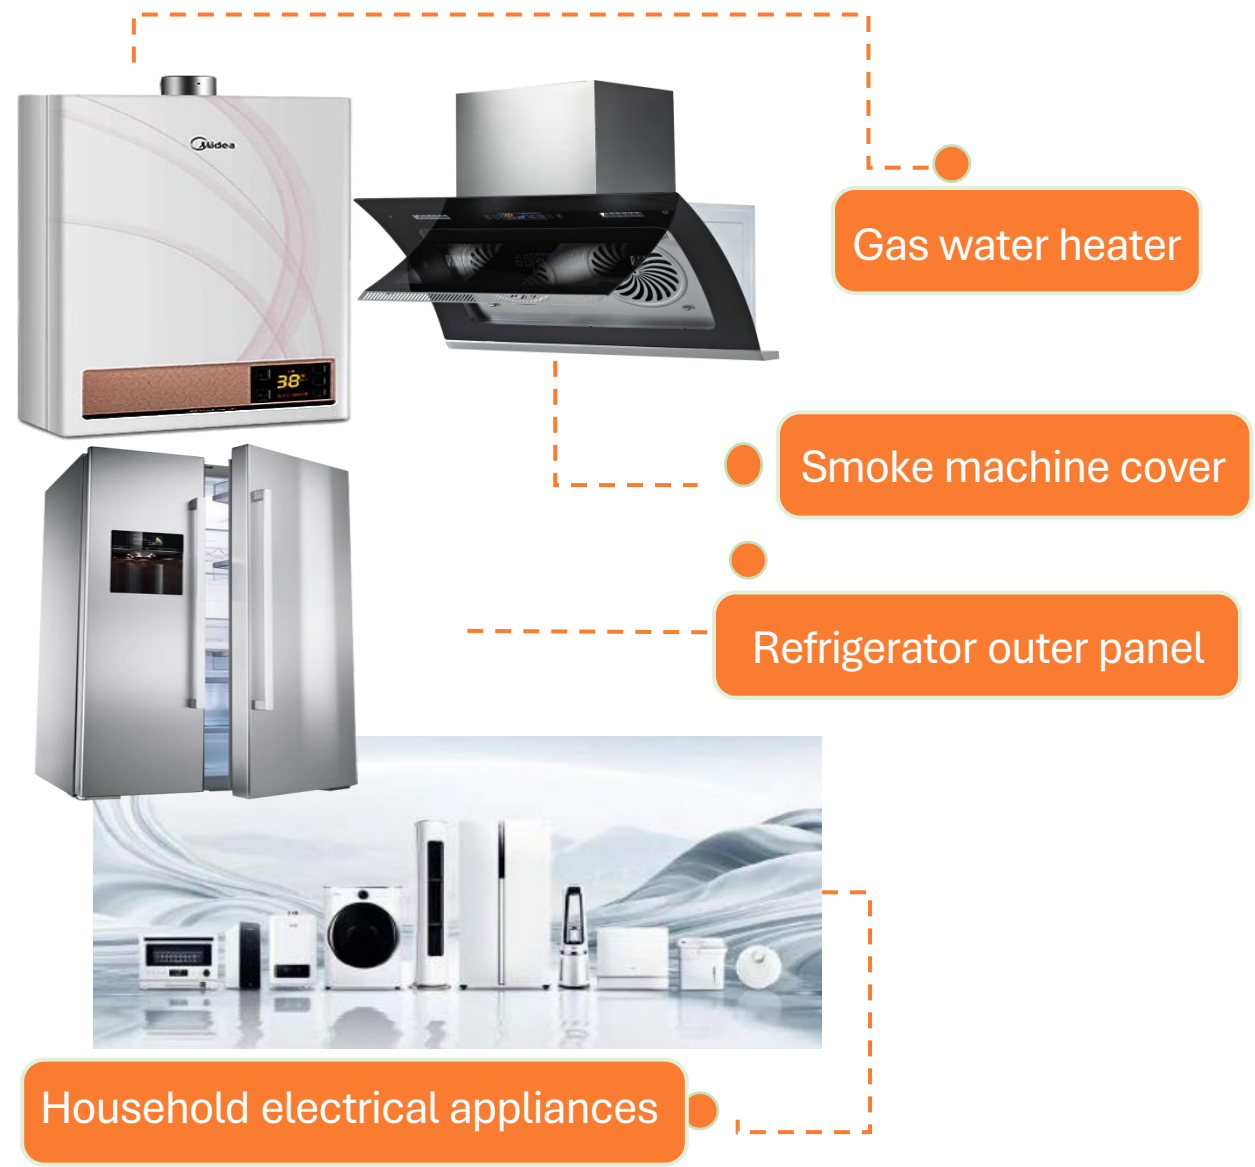 Midea
38
Gas water heater
Smoke machine cover
Refrigerator outer panel
Household electrical appliances